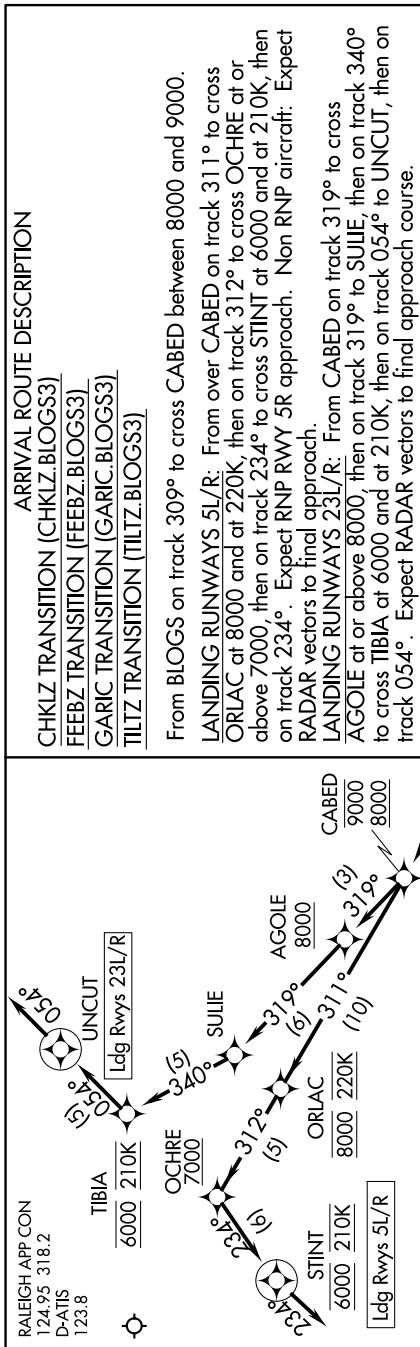 ARRIVAL ROUTE DESCRIPTION
CHKLZ TRANSITION (CHKLZ.BLOGS3)
FEEBZ TRANSITION (FEEBZ.BLOGS3)
GARIC TRANSITION (GARIC.BLOGS3)
TILTZ TRANSITION (TILTZ.BLOGS3)
From BLOGS on track 309° to cross CABED between 8000 and 9000.
LANDING RUNWAYS 5L/R: From over CABED on track 311° to cross
ORLAC at 8000 and at 220K, then on track 312° to cross OCHRE at or
above 7000, then on track 234° to cross STINT at 6000 and at 210K, then
on track 234°. Expect RNP RWY 5R approach. Non RNP aircraft: Expect
RADAR vectors to final approach.
LANDING RUNWAYS 23L/R: From CABED on track 319° to cross
AGOLE at or above 8000, then on track 319° to SULIE, then on track 340°
to cross TIBIA at 6000 and at 210K, then on track 054° to UNCUT, then on
track 054°. Expect RADAR vectors to final approach course.
RALEIGH APP CON
124.95 318.2
D-ATIS
123.8
054°
UNCUT
Ldg Rwys 23L/R
054°
(5)
TIBIA
6000 210K
340°
(5)
SULIE
319°
(6)
AGOLE
8000
319°
(3)
CABED
9000
8000
311°
(10)
ORLAC
8000 220K
312°
(5)
OCHRE
7000
234°
(6)
STINT
6000 210K
Ldg Rwys 5L/R
234°